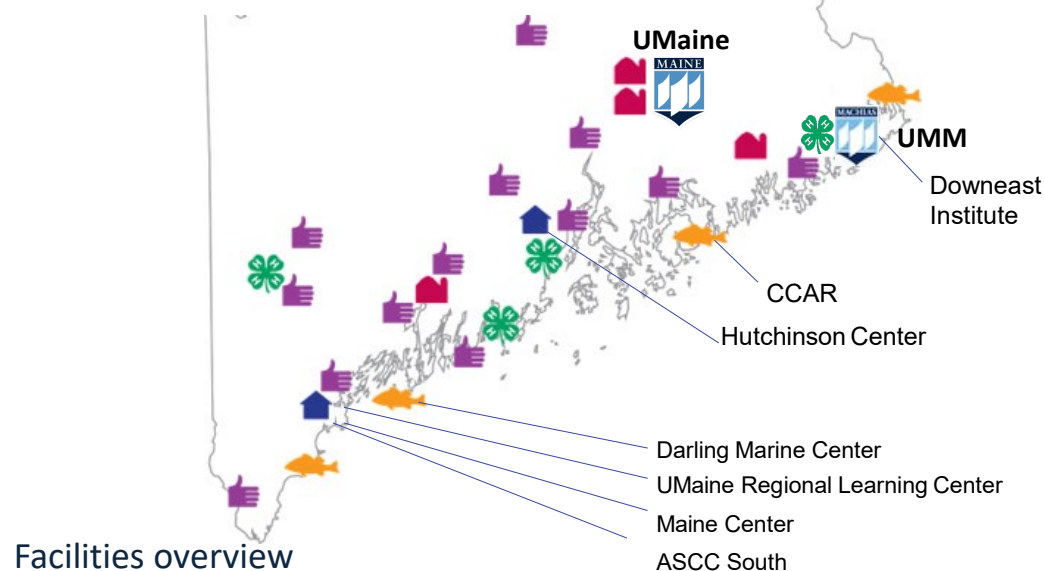 UMaine
MAINE
MACHIAS
UMM
Downeast
Institute
CCAR
Hutchinson Center
Darling Marine Center
UMaine Regional Learning Center
Maine Center
ASCC South
Facilities overview